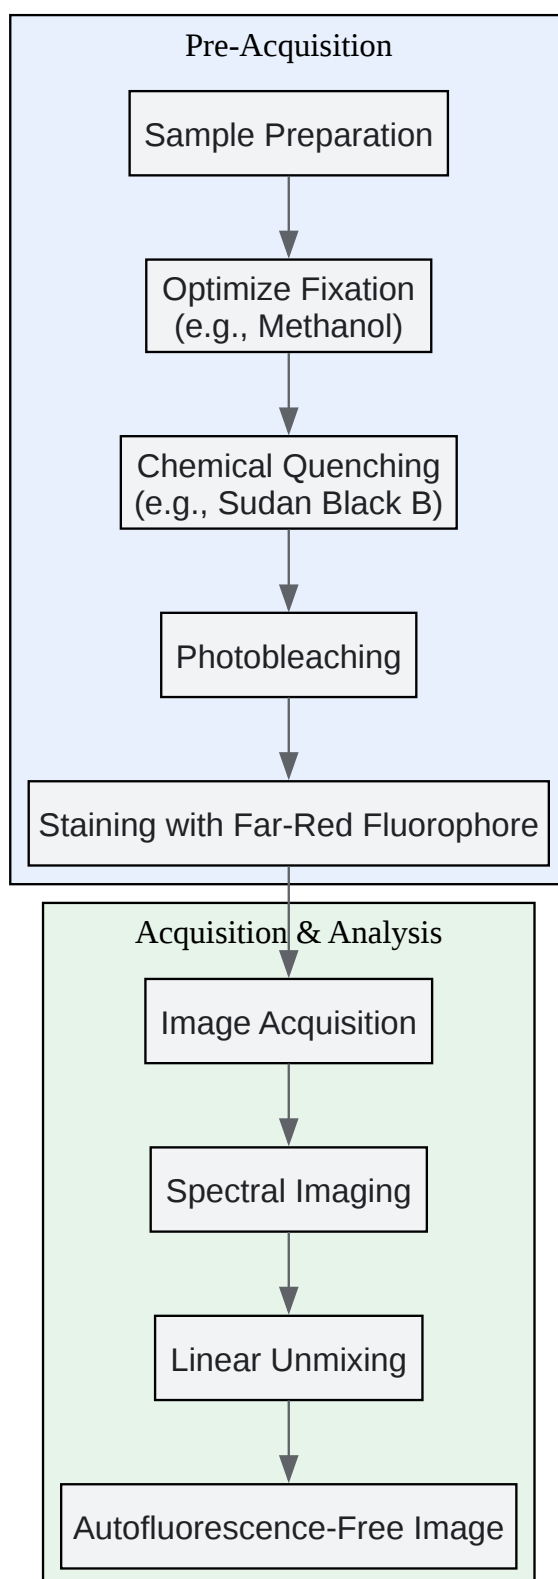 Pre-Acquisition
Sample Preparation
Optimize Fixation
(e.g., Methanol)
Chemical Quenching
(e.g., Sudan Black B)
Photobleaching
Staining with Far-Red Fluorophore
Acquisition & Analysis
Image Acquisition
Spectral Imaging
Linear Unmixing
Autofluorescence-Free Image